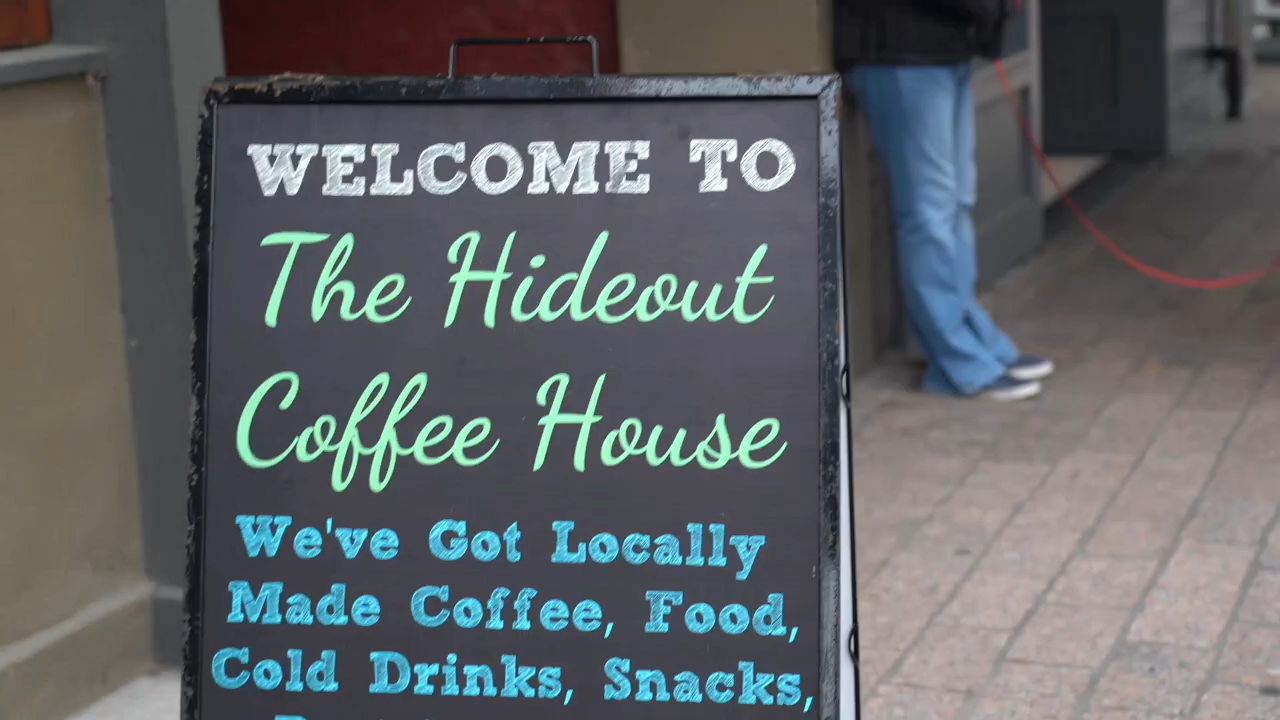 WELCOME TO
The Hideout
Coffee House
We've Got Locally
Made Coffee, Food,
Cold Drinks, Snacks,